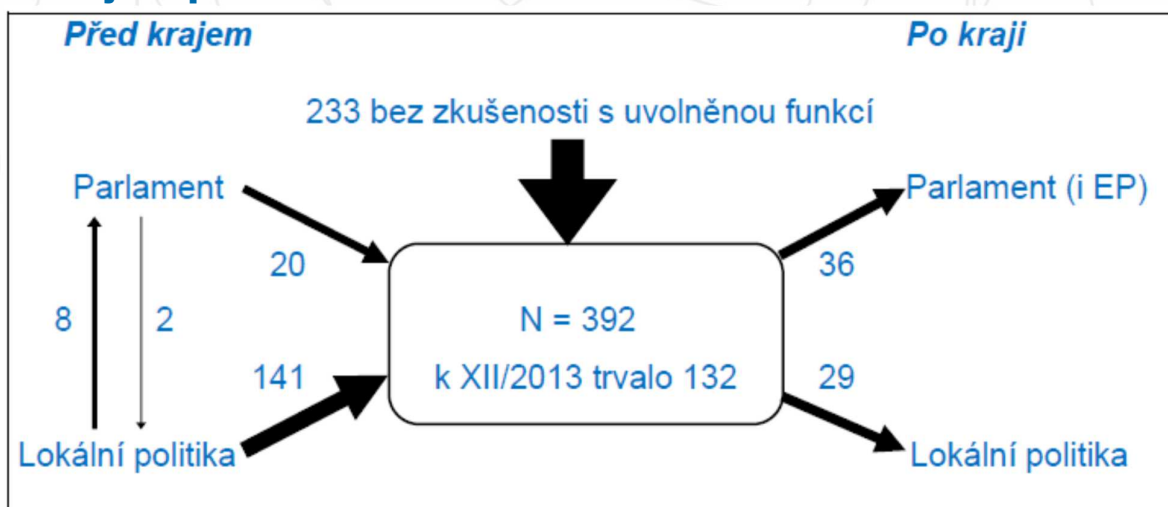 Před krajem
Po kraji
233 bez zkušenosti s uvolněnou funkcí
Parlament
Parlament (i EP)
20
36
8
2
N = 392
141
k XII/2013 trvalo 132
29
Lokální politika
Lokální politika